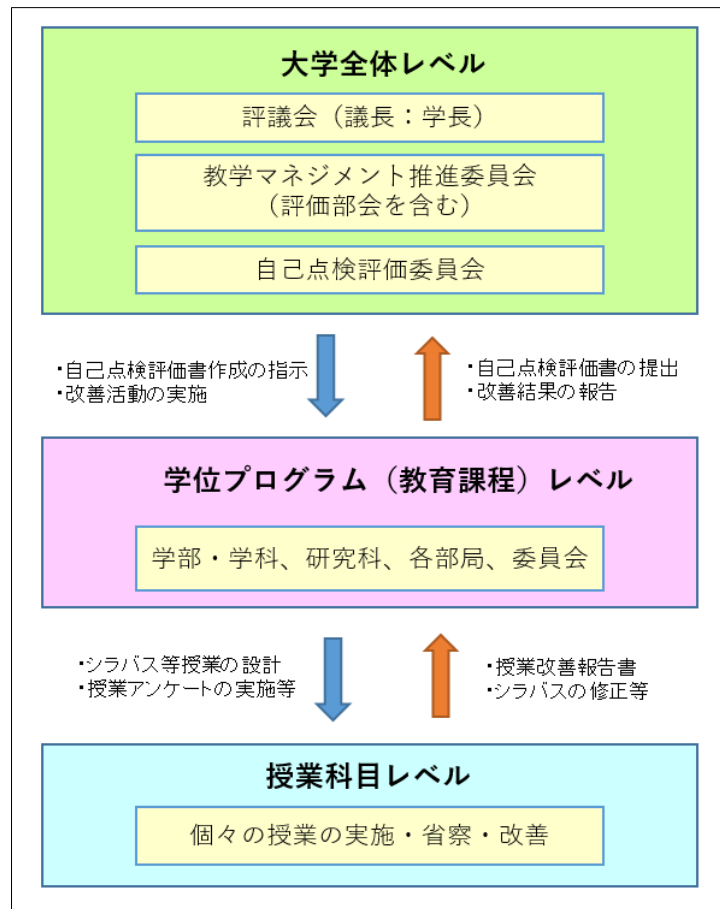 大学全体レベル
評議会（議長：学長）
教学マネジメント推進委員会
（評価部会を含む）
自己点検評価委員会
・自己点検評価書作成の指示
・改善活動の実施
・自己点検評価書の提出
・改善結果の報告
学位プログラム（教育課程）レベル
学部・学科、研究科、各部局、委員会
・シラバス等授業の設計
・授業アンケートの実施等
・授業改善報告書
・シラバスの修正等
授業科目レベル
個々の授業の実施・省察・改善